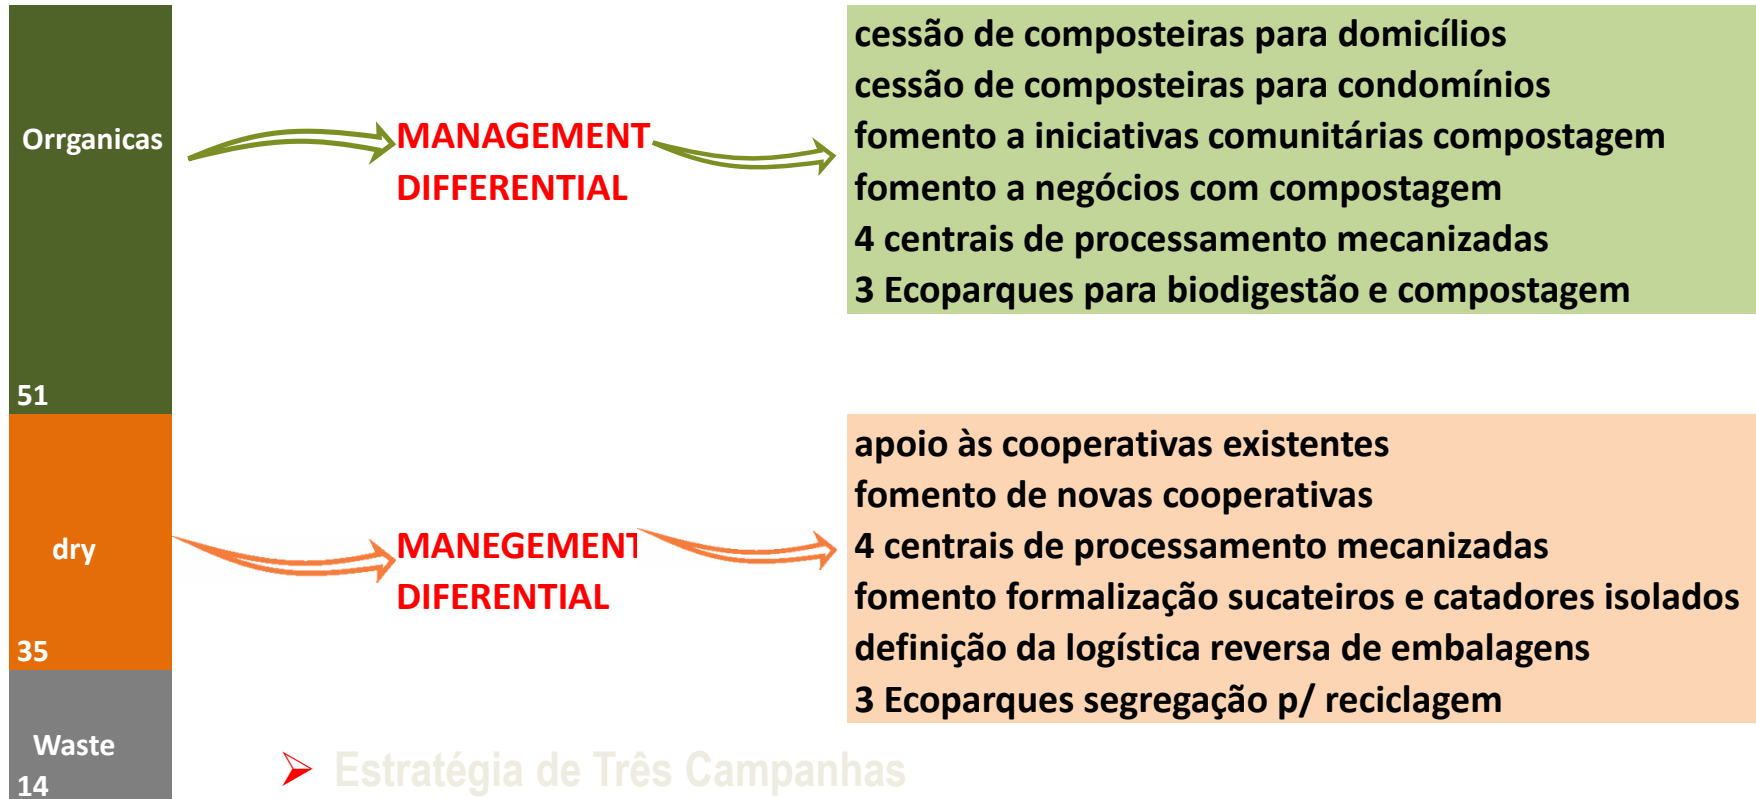 Orrganicas
51
MANAGEMENT
DIFFERENTIAL
cessão de composteiras para domicílios
cessão de composteiras para condomínios
fomento a iniciativas comunitárias compostagem
fomento a negócios com compostagem
4 centrais de processamento mecanizadas
3 Ecoparques para biodigestão e compostagem
dry
35
MANEGEMENT
DIFERENTIAL
apoio às cooperativas existentes
fomento de novas cooperativas
4 centrais de processamento mecanizadas
fomento formalização sucateiros e catadores isolados
definição da logística reversa de embalagens
3 Ecoparques segregação p/ reciclagem
Waste
14
Estratégia de Três Campanhas